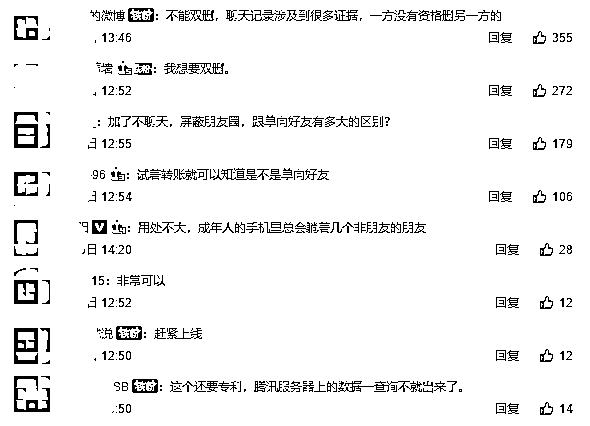 的微博 铁粉：不能双删，聊天记录涉及到很多证据，一方没有资格删另一方的
13:46 回复 355
铁粉：我想要双删。
12:52 回复 272
：加了不聊天，屏蔽朋友圈，跟单向好友有多大的区别？
日 12:55 回复 179
96：试着转账就可以知道是不是单向好友
12:54 回复 106
V：用处不大，成年人的手机里总会躺着几个非朋友的朋友
日 14:20 回复 28
15：非常可以
日 12:52 回复 12
说 铁粉：赶紧上线
12:50 回复 12
SB 铁粉：这个还要专利，腾讯服务器上的数据一查询不就出来了。
:50 回复 14